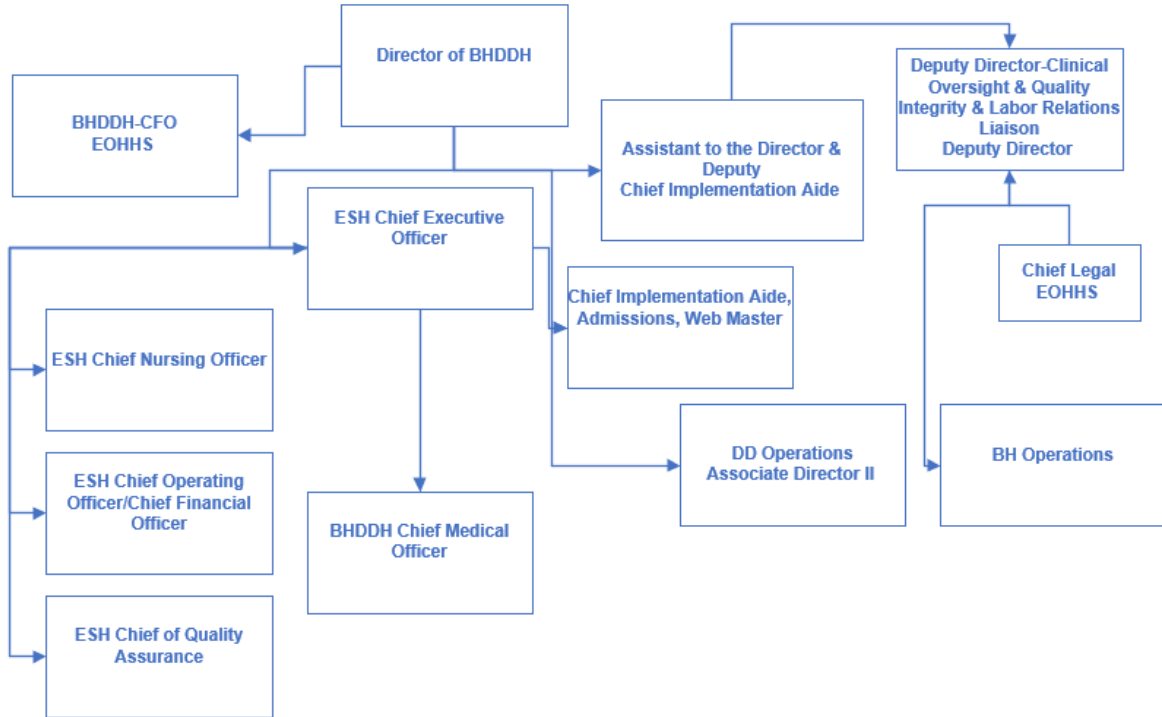 Director of BHDDH
BHDDH-CFO
EOHHS
Assistant to the Director &
Deputy
Chief Implementation Aide
Deputy Director-Clinical
Oversight & Quality
Integrity & Labor Relations
Liaison
Deputy Director
ESH Chief Executive
Officer
Chief Implementation Aide,
Admissions, Web Master
Chief Legal
EOHHS
ESH Chief Nursing Officer
ESH Chief Operating
Officer/Chief Financial
Officer
ESH Chief of Quality
Assurance
BHDDH Chief Medical
Officer
DD Operations
Associate Director II
BH Operations